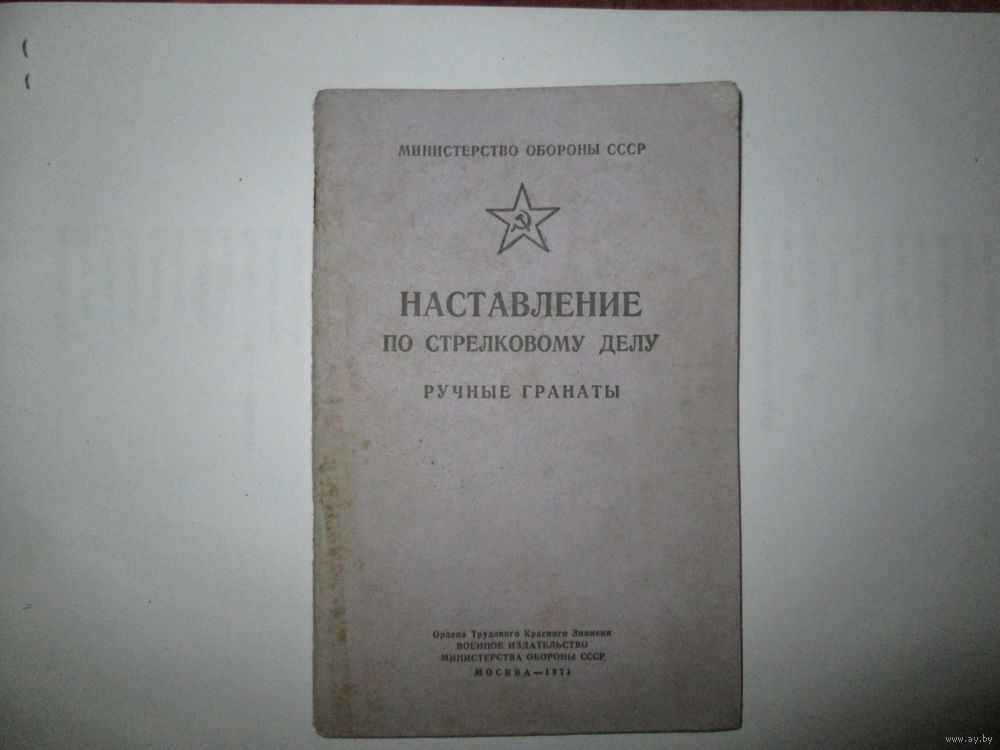 МИНИСТЕРСТВО ОБОРОНЫ СССР
НАСТАВЛЕНИЕ
ПО СТРЕЛКОВОМУ ДЕЛУ
РУЧНЫЕ ГРАНАТЫ
Ордена Трудового Красного Знамени
ВОЕННОЕ ИЗДАТЕЛЬСТВО
МИНИСТЕРСТВА ОБОРОНЫ СССР
МОСКВА —
www.ay.by